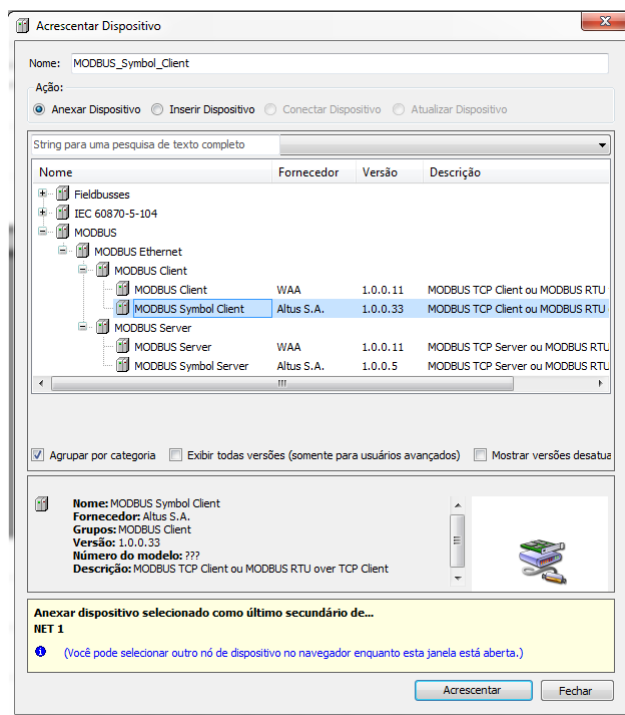 Acrescentar Dispositivo
Nome: MODBUS_Symbol_Client
Ação:
Anexar Dispositivo Inserir Dispositivo Conectar Dispositivo Atualizar Dispositivo
String para uma pesquisa de texto completo
Nome Fornecedor Versão Descrição
Fieldbusses
IEC 60870-5-104
MODBUS
MODBUS Ethernet
MODBUS Client
MODBUS Client WAA 1.0.0.11 MODBUS TCP Client ou MODBUS RTU
MODBUS Symbol Client Altus S.A. 1.0.0.33 MODBUS TCP Client ou MODBUS RTU
MODBUS Server
MODBUS Server WAA 1.0.0.11 MODBUS TCP Server ou MODBUS RTU
MODBUS Symbol Server Altus S.A. 1.0.0.5 MODBUS TCP Server ou MODBUS RTU
Agrupar por categoria Exibir todas versões (somente para usuários avançados) Mostrar versões desatua
Nome: MODBUS Symbol Client
Fornecedor: Altus S.A.
Grupos: MODBUS Client
Versão: 1.0.0.33
Número do modelo: ???
Descrição: MODBUS TCP Client ou MODBUS RTU over TCP Client
Anexar dispositivo selecionado como último secundário de...
NET 1
(Você pode selecionar outro nó de dispositivo no navegador enquanto esta janela está aberta.)
Acrescentar Fechar